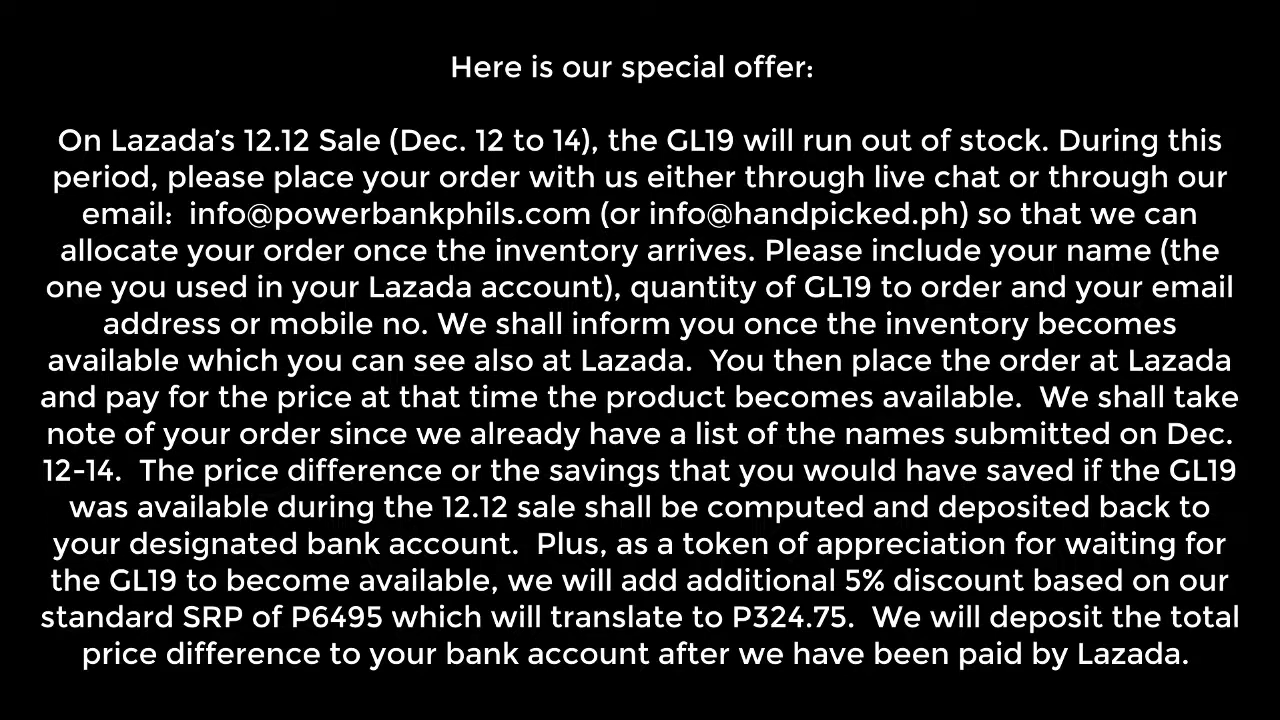 Here is our special offer:
On Lazada’s 12.12 Sale (Dec. 12 to 14), the GL19 will run out of stock. During this
period, please place your order with us either through live chat or through our
email:  info@powerbankphils.com (or info@handpicked.ph) so that we can
allocate your order once the inventory arrives. Please include your name (the
one you used in your Lazada account), quantity of GL19 to order and your email
address or mobile no. We shall inform you once the inventory becomes
available which you can see also at Lazada.  You then place the order at Lazada
and pay for the price at that time the product becomes available.  We shall take
note of your order since we already have a list of the names submitted on Dec.
12-14.  The price difference or the savings that you would have saved if the GL19
was available during the 12.12 sale shall be computed and deposited back to
your designated bank account.  Plus, as a token of appreciation for waiting for
the GL19 to become available, we will add additional 5% discount based on our
standard SRP of P6495 which will translate to P324.75.  We will deposit the total
price difference to your bank account after we have been paid by Lazada.